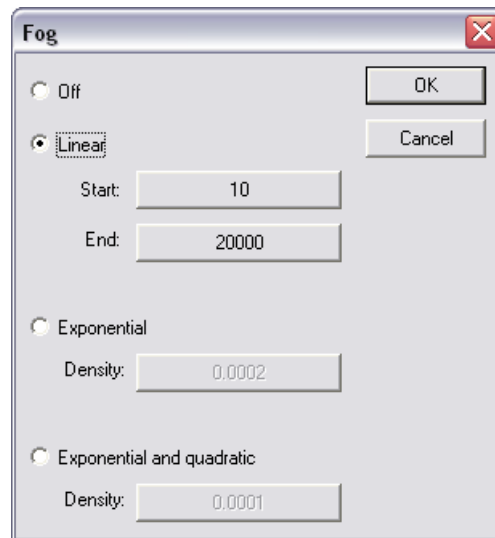 Fog
Off
OK
Linear
Cancel
Start: 10
End: 20000
Exponential
Density: 0.0002
Exponential and quadratic
Density: 0.0001